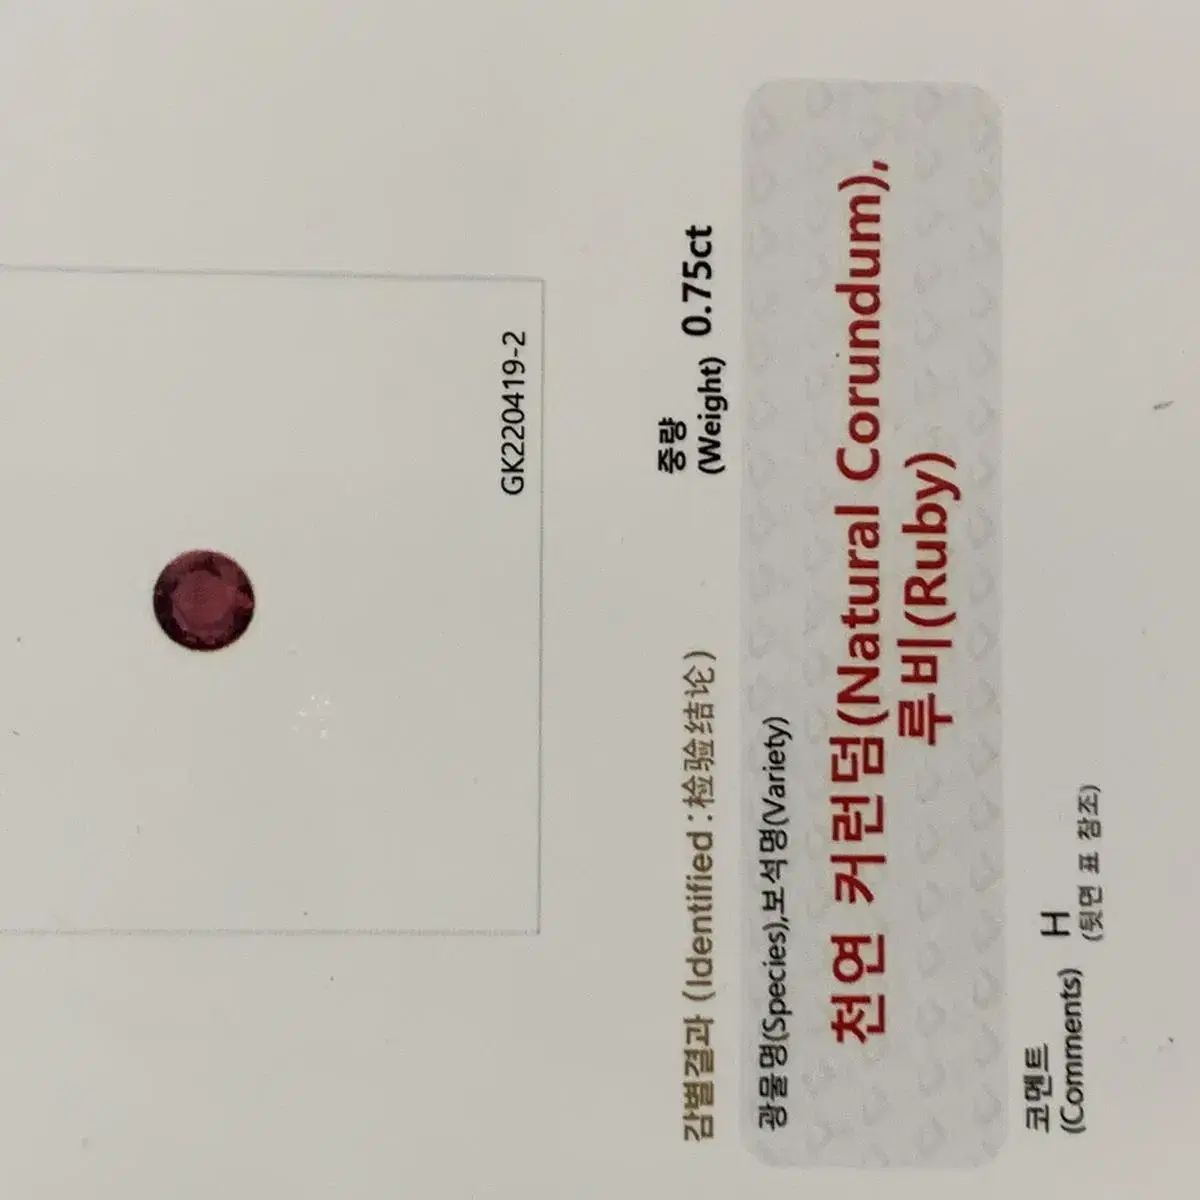 GK220419-2
감별결과 (Identified :检验结论)
중량
(Weight) 0.75ct
광물명(Species),보석명(Variety)
천연 커런덤(Natural Corundum),
루비(Ruby)
코멘트
(Comments)
H
(뒷면 표 참조)